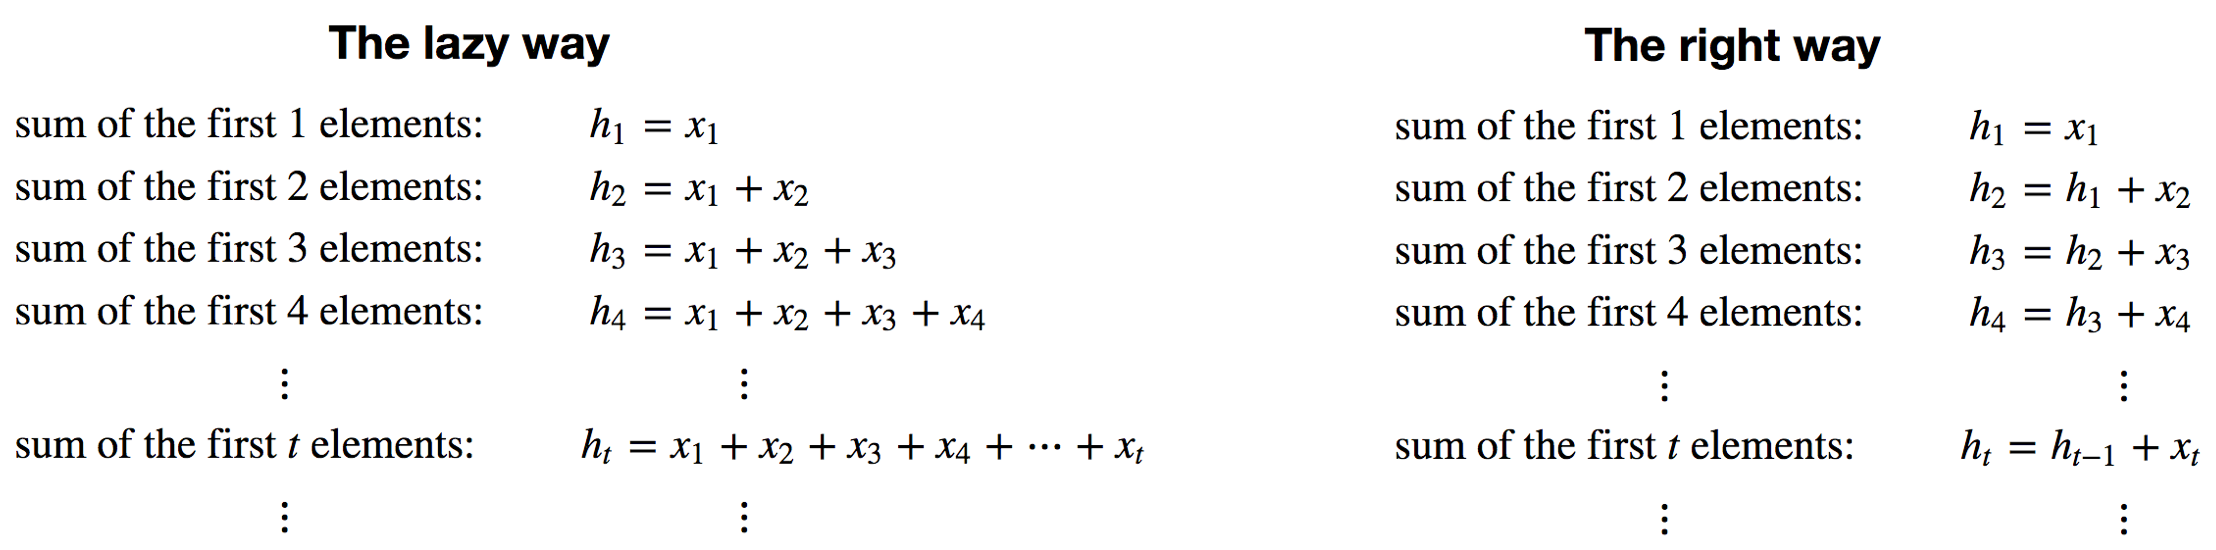 The lazy way
sum of the first 1 elements: h₁ = x₁
sum of the first 2 elements: h₂ = x₁ + x₂
sum of the first 3 elements: h₃ = x₁ + x₂ + x₃
sum of the first 4 elements: h₄ = x₁ + x₂ + x₃ + x₄
⋮ ⋮
sum of the first t elements: hₜ = x₁ + x₂ + x₃ + x₄ + ⋯ + xₜ
⋮ ⋮
The right way
sum of the first 1 elements: h₁ = x₁
sum of the first 2 elements: h₂ = h₁ + x₂
sum of the first 3 elements: h₃ = h₂ + x₃
sum of the first 4 elements: h₄ = h₃ + x₄
⋮ ⋮
sum of the first t elements: hₜ = hₜ₋₁ + xₜ
⋮ ⋮